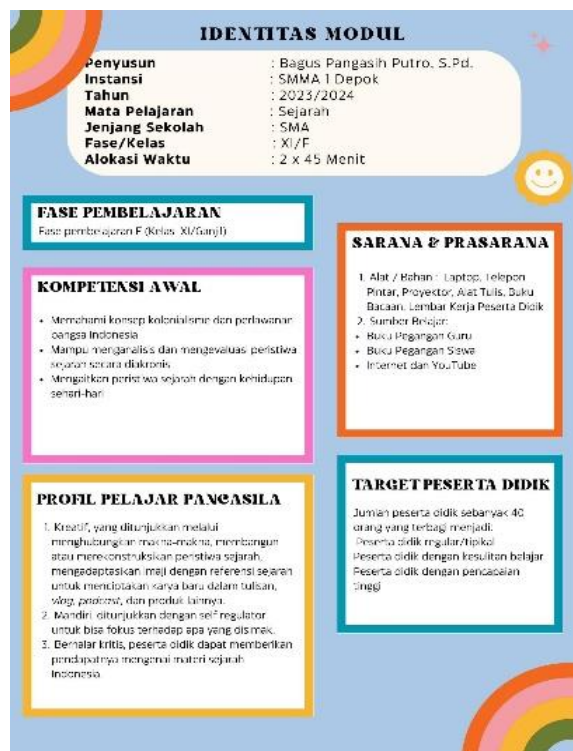 IDENTITAS MODUL
Penyusun : Bagus Pangasih Putro, S.Pd.
Instansi : SMMA 1 Depok
Tahun : 2023/2024
Mata Pelajaran : Sejarah
Jenjang Sekolah : SMA
Fase/Kelas : XI/F
Alokasi Waktu : 2 x 45 Menit
FASE PEMBELAJARAN
Fase pembelajaran F (Kelas XI/Ganjil)
KOMPETENSI AWAL
• Memahami konsep kolonialisme dan perlawanan
bangsa Indonesia
• Mampu menganalisis dan mengevaluasi peristiwa
sejarah secara diakronis
• Mengaitkan peristiwa sejarah dengan kehidupan
sehari-hari
PROFIL PELAJAR PANCASILA
1. Kreatif, yang ditunjukkan melalui
menghubungkan makna-makna, membangun
atau merekonstruksikan peristiwa sejarah,
mengadaptasikan imaji dengan referensi sejarah
untuk menciptakan karya baru dalam tulisan,
vlog, podcast, dan produk lainnya.
2. Mandiri, ditunjukkan dengan self regulator
untuk bisa fokus terhadap apa yang disimak.
3. Bernalar kritis, peserta didik dapat memberikan
pendapatnya mengenai materi sejarah
Indonesia
SARANA & PRASARANA
1. Alat / Bahan : Laptop, Telepon
Pintar, Proyektor, Alat Tulis, Buku
Bacaan, Lembar Kerja Peserta Didik
2. Sumber Belajar:
• Buku Pegangan Guru
• Buku Pegangan Siswa
• Internet dan YouTube
TARGET PESERTA DIDIK
Jumlah peserta didik sebanyak 40
orang yang terbagi menjadi:
Peserta didik regular/tipikal
Peserta didik dengan kesulitan belajar
Peserta didik dengan pencapaian
tinggi